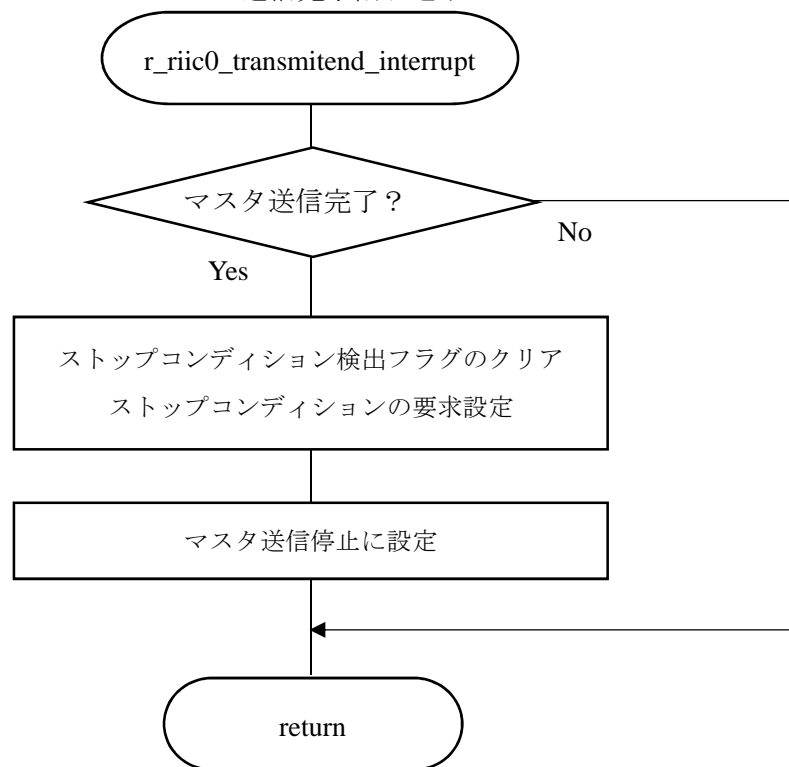 r_riic0_transmitend_interrupt
マスタ送信完了？
No
Yes
ストップコンディション検出フラグのクリア
ストップコンディションの要求設定
マスタ送信停止に設定
return